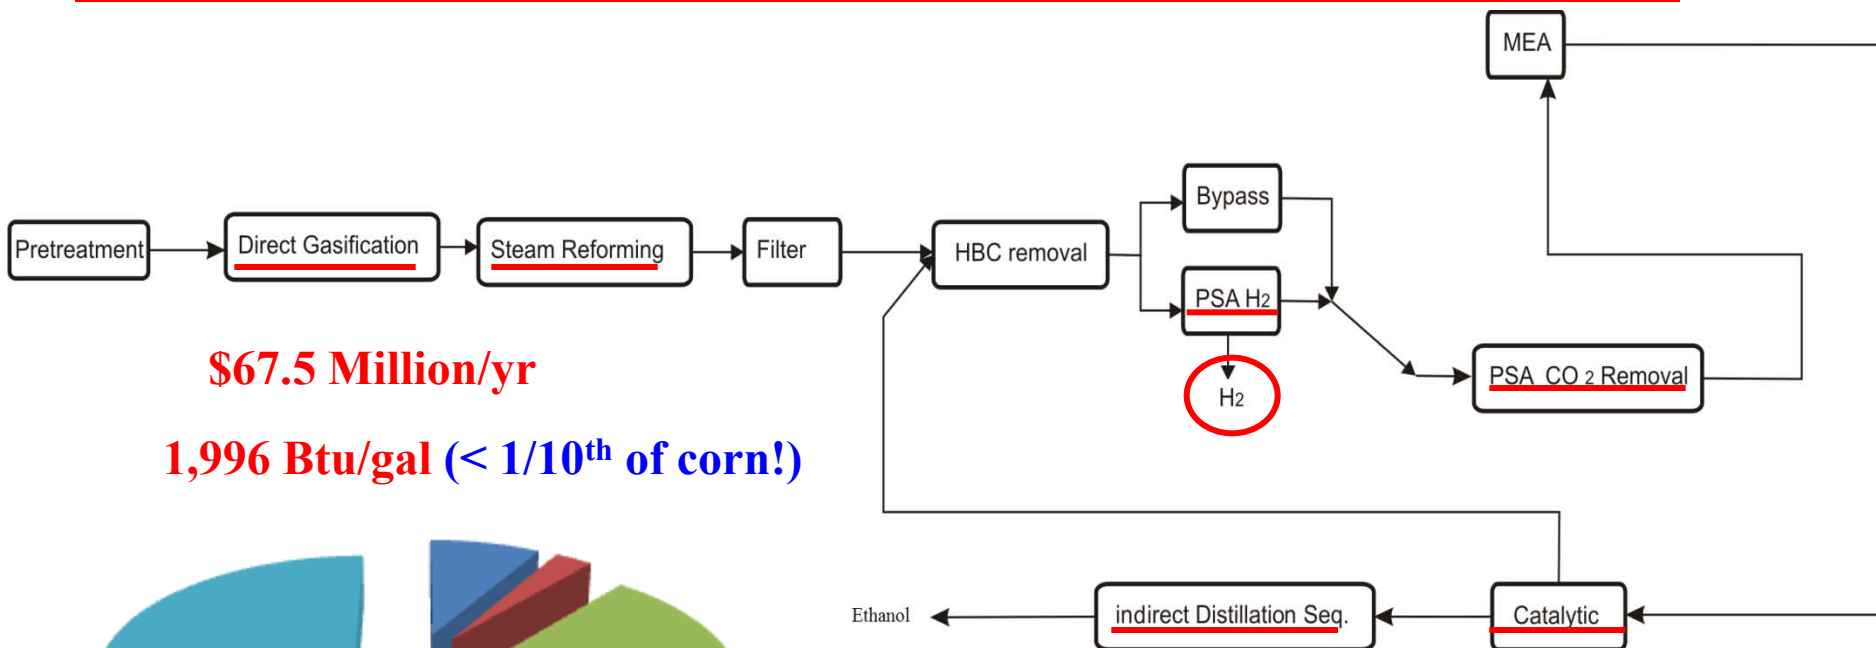 MEA
Bypass
Pretreatment
Direct Gasification
Steam Reforming
Filter
HBC removal
PSA H2
$67.5 Million/yr
H2
PSA CO 2 Removal
1,996 Btu/gal (< 1/10th of corn!)
Ethanol
indirect Distillation Seq.
Catalytic